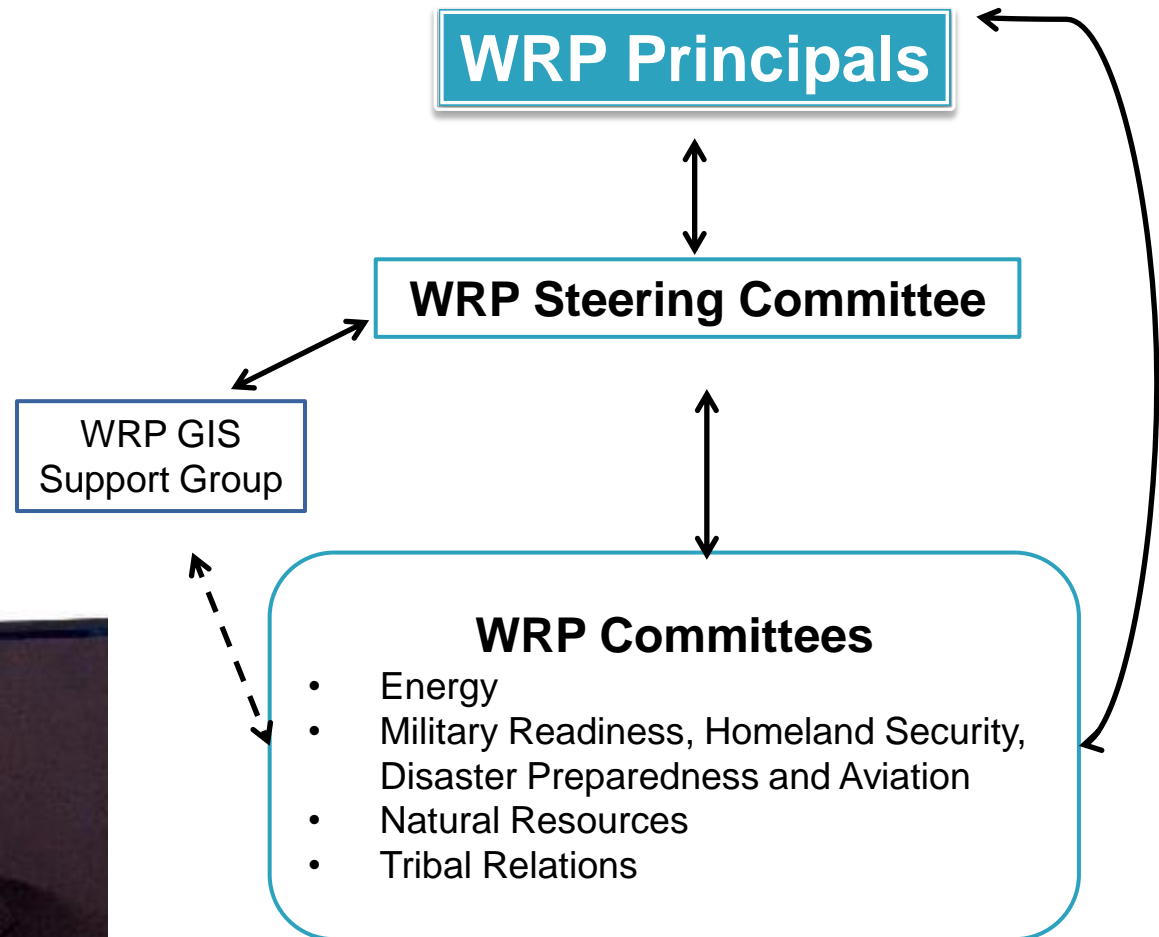 WRP Principals
WRP Steering Committee
WRP GIS
Support Group
WRP Committees
• Energy
• Military Readiness, Homeland Security,
Disaster Preparedness and Aviation
• Natural Resources
• Tribal Relations